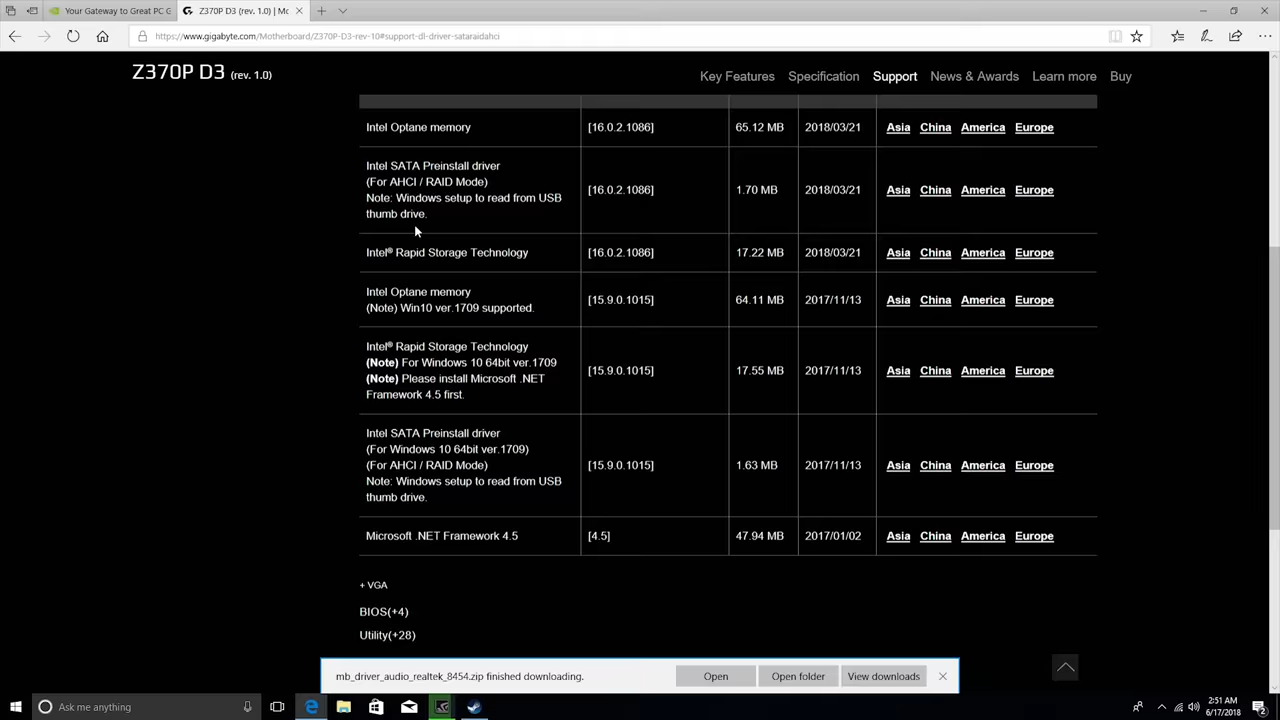 Your Gateway to Great PC G
Z370P D3 (rev. 1.0) | Mo
https://www.gigabyte.com/Motherboard/Z370P-D3-rev-10#support-dl-driver-sataraidahci
Z370P D3 (rev. 1.0)
Key Features Specification Support News & Awards Learn more Buy
Intel Optane memory [16.0.2.1086] 65.12 MB 2018/03/21 Asia China America Europe
Intel SATA Preinstall driver
(For AHCI / RAID Mode)
Note: Windows setup to read from USB
thumb drive.
[16.0.2.1086] 1.70 MB 2018/03/21 Asia China America Europe
Intel® Rapid Storage Technology [16.0.2.1086] 17.22 MB 2018/03/21 Asia China America Europe
Intel Optane memory
(Note) Win10 ver.1709 supported.
[15.9.0.1015] 64.11 MB 2017/11/13 Asia China America Europe
Intel® Rapid Storage Technology
(Note) For Windows 10 64bit ver.1709
(Note) Please install Microsoft .NET
Framework 4.5 first.
[15.9.0.1015] 17.55 MB 2017/11/13 Asia China America Europe
Intel SATA Preinstall driver
(For Windows 10 64bit ver.1709)
(For AHCI / RAID Mode)
Note: Windows setup to read from USB
thumb drive.
[15.9.0.1015] 1.63 MB 2017/11/13 Asia China America Europe
Microsoft .NET Framework 4.5 [4.5] 47.94 MB 2017/01/02 Asia China America Europe
+ VGA
BIOS(+4)
Utility(+28)
mb_driver_audio_realtek_8454.zip finished downloading.
Open Open folder View downloads
Ask me anything
2:51 AM
6/17/2018
2